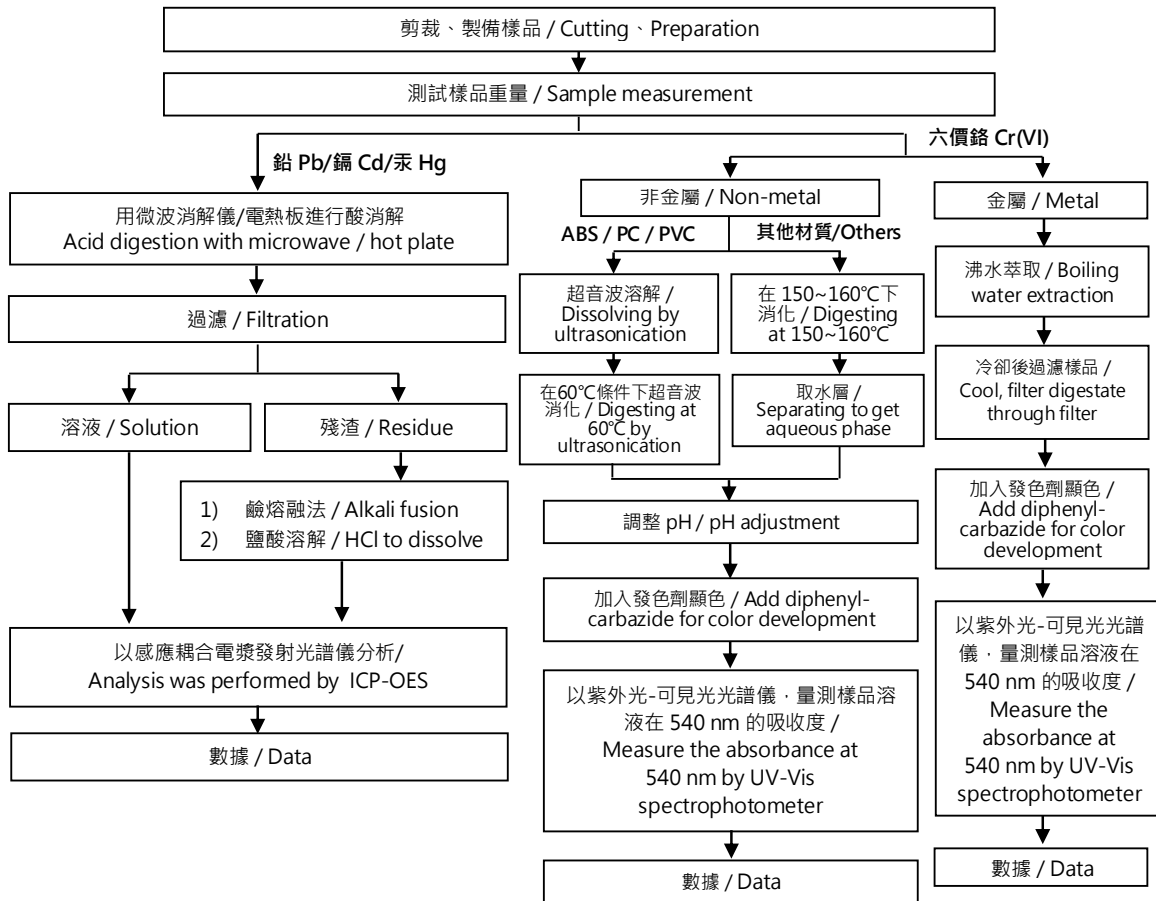 剪裁、製備樣品 / Cutting、Preparation
測試樣品重量 / Sample measurement
鉛 Pb/鎘 Cd/汞 Hg
用微波消解儀/電熱板進行酸消解
Acid digestion with microwave / hot plate
過濾 / Filtration
溶液 / Solution
殘渣 / Residue
1) 鹼熔融法 / Alkali fusion
2) 鹽酸溶解 / HCl to dissolve
以感應耦合電漿發射光譜儀分析/
Analysis was performed by ICP-OES
數據 / Data
六價鉻 Cr(VI)
非金屬 / Non-metal
ABS / PC / PVC
超音波溶解 /
Dissolving by
ultrasonication
在60℃條件下超音波
消化 / Digesting at
60℃ by
ultrasonication
其他材質/Others
在 150~160℃下
消化 / Digesting
at 150~160℃
取水層 /
Separating to get
aqueous phase
調整 pH / pH adjustment
加入發色劑顯色 / Add diphenyl-
carbazide for color development
以紫外光-可見光光譜儀，量測樣品溶
液在 540 nm 的吸收度 /
Measure the absorbance at
540 nm by UV-Vis
spectrophotometer
數據 / Data
金屬 / Metal
沸水萃取 / Boiling
water extraction
冷卻後過濾樣品 /
Cool, filter digestate
through filter
加入發色劑顯色 /
Add diphenyl-
carbazide for color
development
以紫外光-可見光光譜
儀，量測樣品溶液在
540 nm 的吸收度 /
Measure the
absorbance at
540 nm by UV-Vis
spectrophotometer
數據 / Data